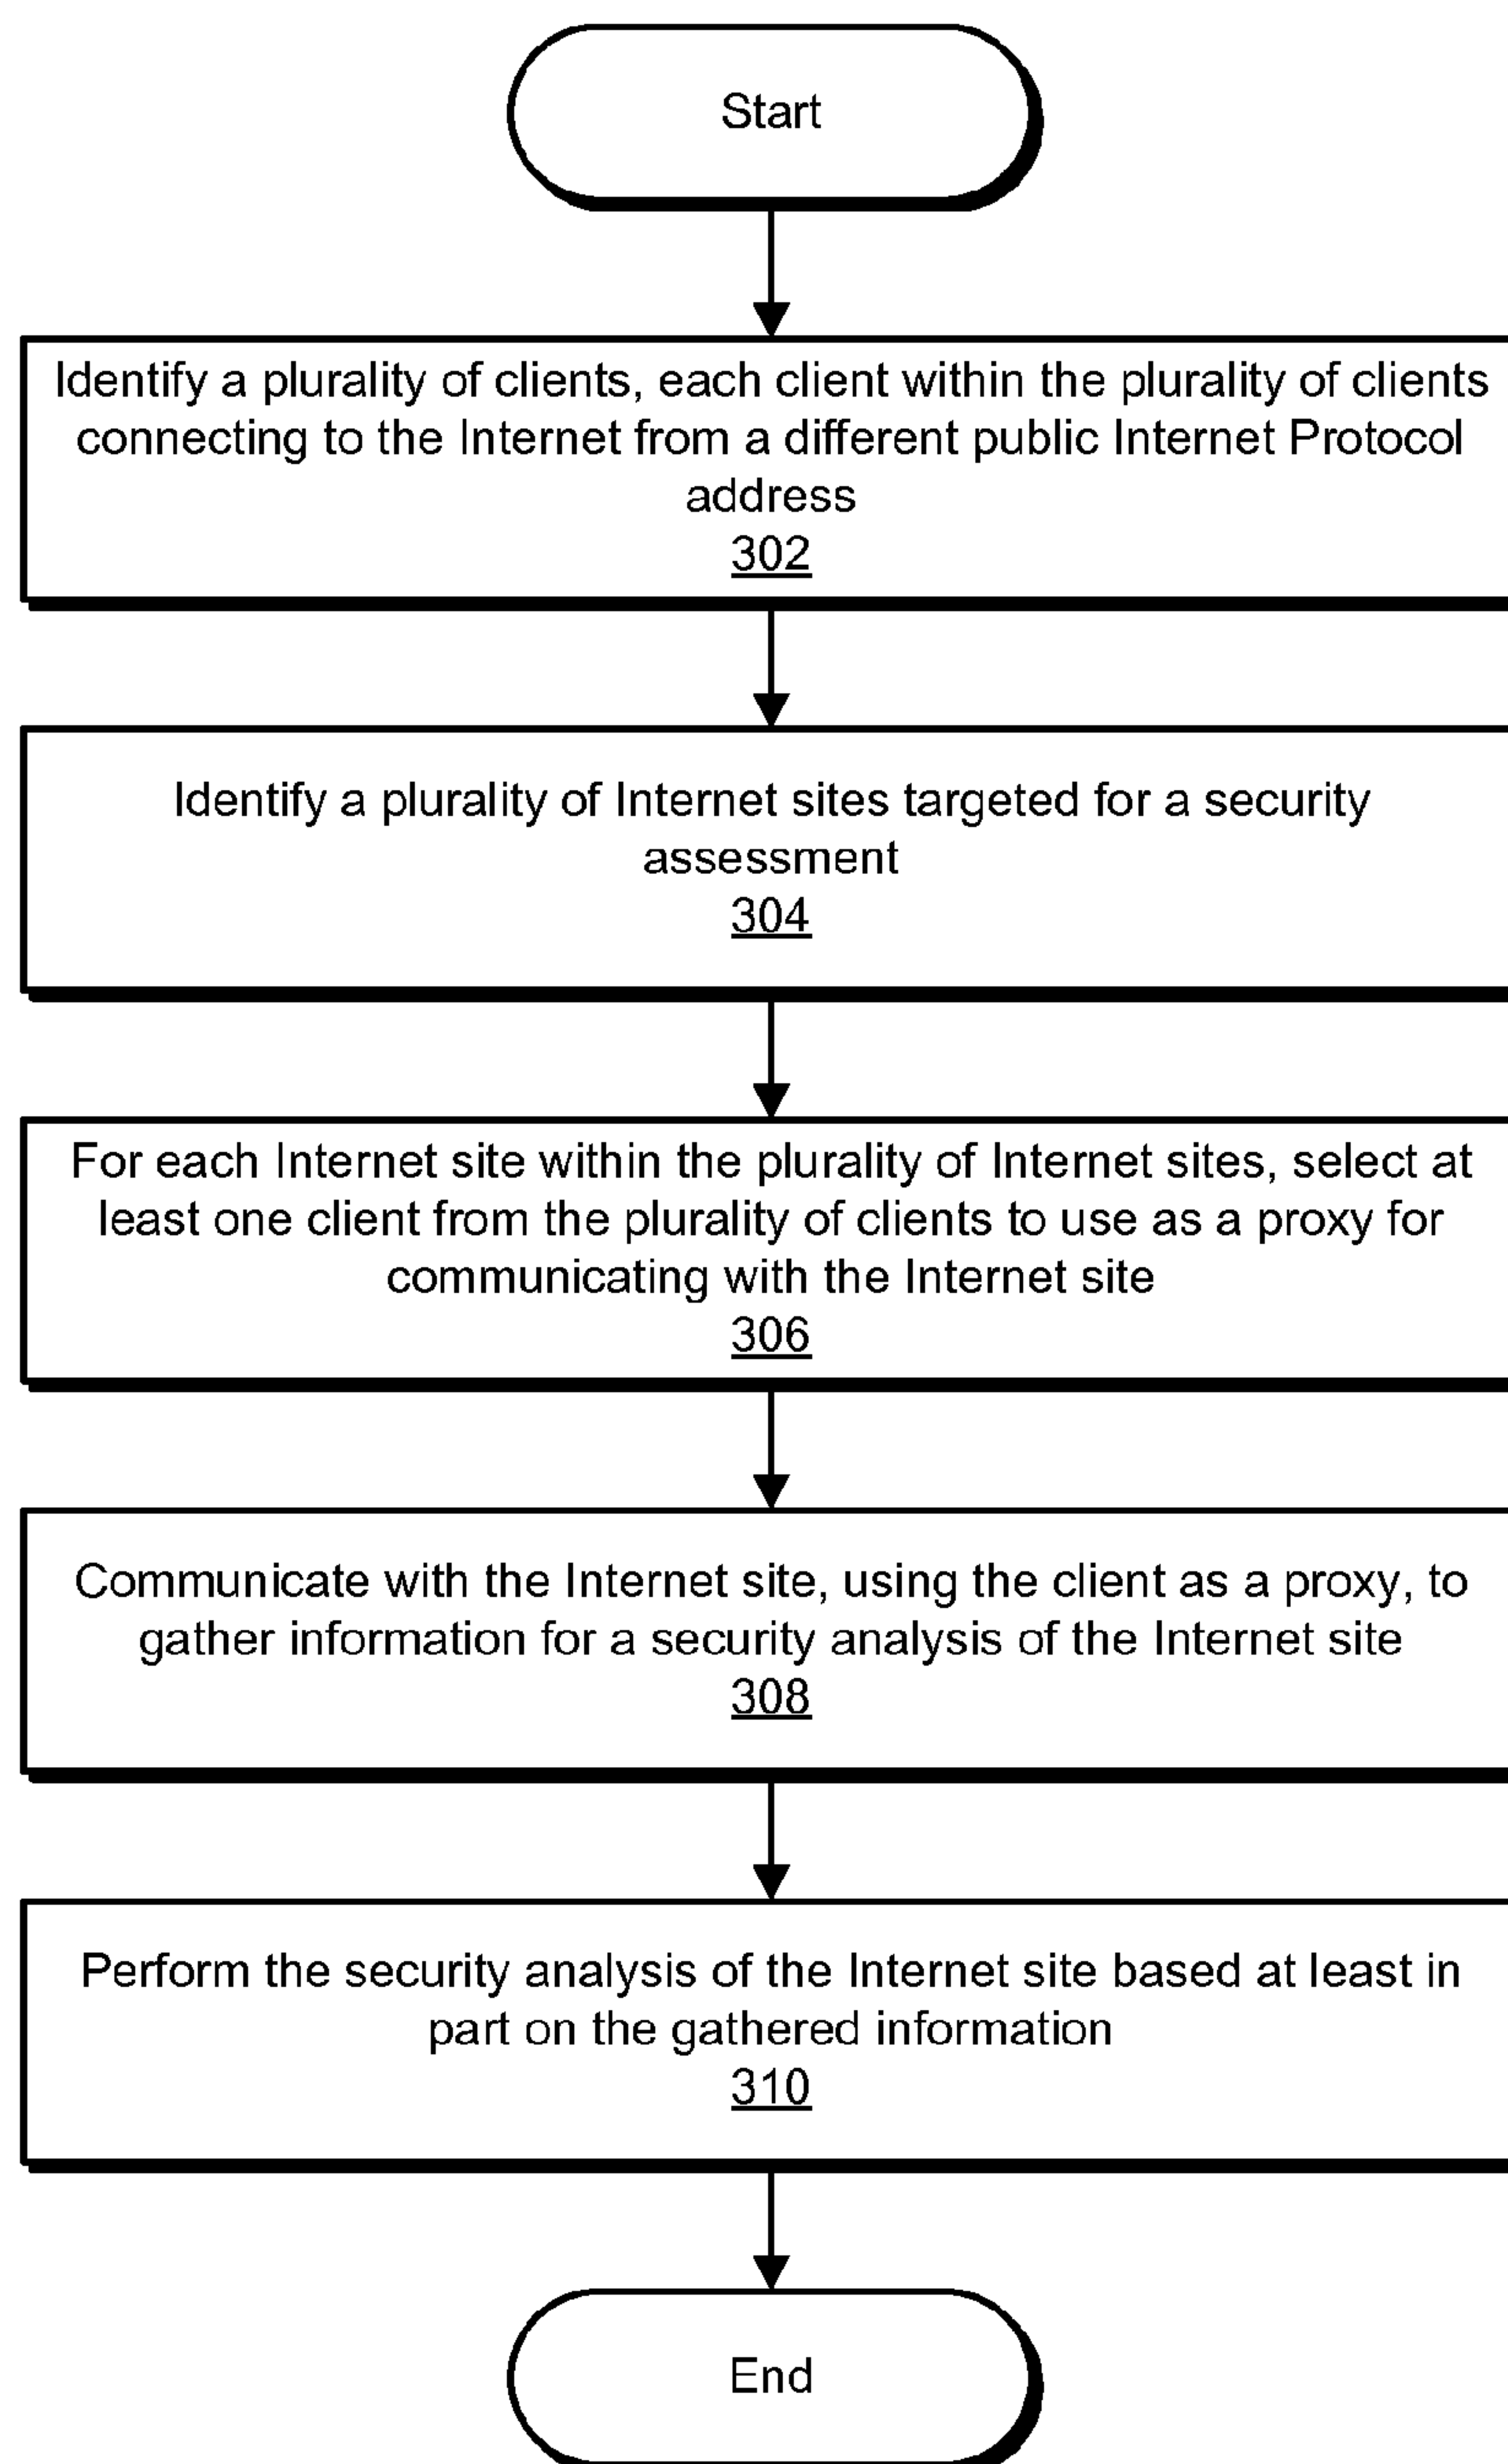 Start
Identify a plurality of clients, each client within the plurality of clients
connecting to the Internet from a different public Internet Protocol
address
302
Identify a plurality of Internet sites targeted for a security
assessment
304
For each Internet site within the plurality of Internet sites, select at
least one client from the plurality of clients to use as a proxy for
communicating with the Internet site
306
Communicate with the Internet site, using the client as a proxy, to
gather information for a security analysis of the Internet site
308
Perform the security analysis of the Internet site based at least in
part on the gathered information
310
End